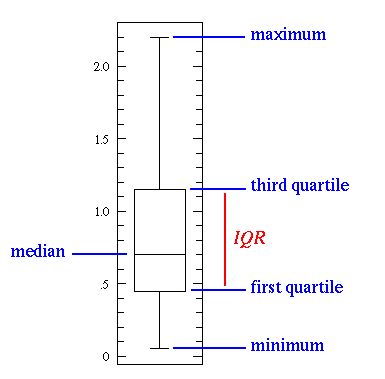 maximum
2.0
1.5
third quartile
1.0
IQR
median
.5
first quartile
minimum
0